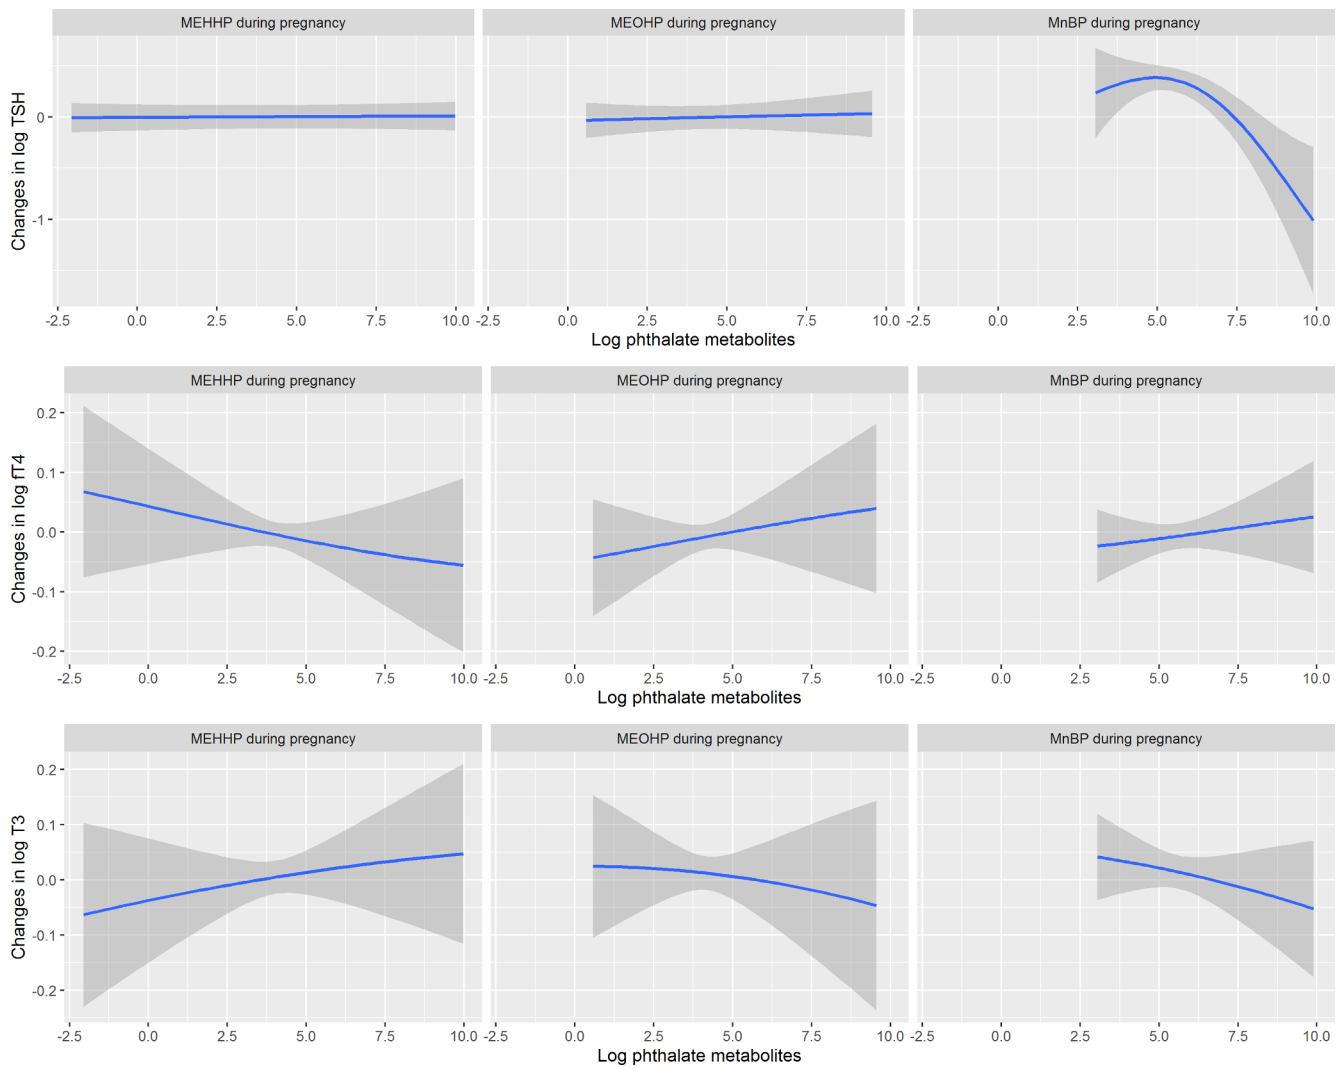 MEHHP during pregnancy MEOHP during pregnancy MnBP during pregnancy
Changes in log TSH
0
-1
-2.5 0.0 2.5 5.0 7.5 10.0 -2.5 0.0 2.5 5.0 7.5 10.0 -2.5 0.0 2.5 5.0 7.5 10.0
Log phthalate metabolites
MEHHP during pregnancy MEOHP during pregnancy MnBP during pregnancy
Changes in log fT4
0.2
0.1
0.0
-0.1
-0.2
-2.5 0.0 2.5 5.0 7.5 10.0 -2.5 0.0 2.5 5.0 7.5 10.0 -2.5 0.0 2.5 5.0 7.5 10.0
Log phthalate metabolites
MEHHP during pregnancy MEOHP during pregnancy MnBP during pregnancy
Changes in log T3
0.2
0.1
0.0
-0.1
-0.2
-2.5 0.0 2.5 5.0 7.5 10.0 -2.5 0.0 2.5 5.0 7.5 10.0 -2.5 0.0 2.5 5.0 7.5 10.0
Log phthalate metabolites